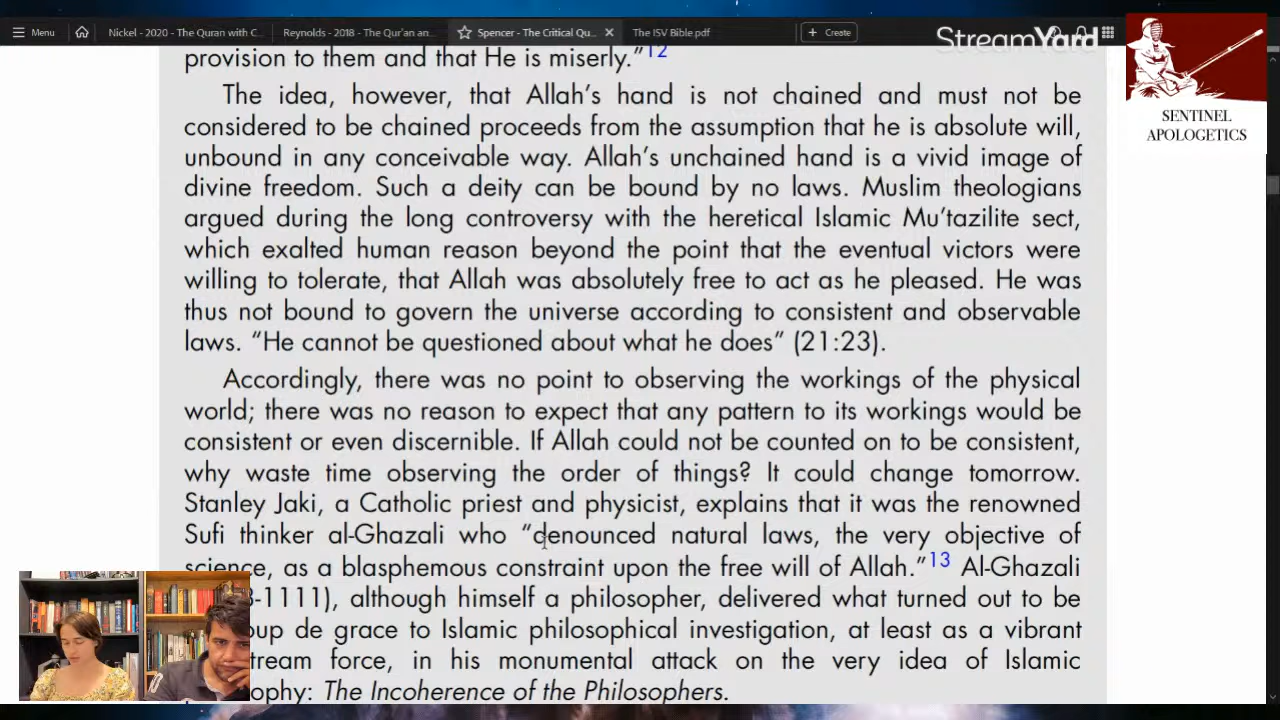 Menu
Nickel - 2020 - The Quran with C...
Reynolds - 2018 - The Qur'an an...
Spencer - The Critical Qu...
The ISV Bible.pdf
+ Create
StreamYard
SENTINEL
APOLOGETICS
provision to them and that He is miserly.”12
The idea, however, that Allah’s hand is not chained and must not be
considered to be chained proceeds from the assumption that he is absolute will,
unbound in any conceivable way. Allah’s unchained hand is a vivid image of
divine freedom. Such a deity can be bound by no laws. Muslim theologians
argued during the long controversy with the heretical Islamic Mu’tazilite sect,
which exalted human reason beyond the point that the eventual victors were
willing to tolerate, that Allah was absolutely free to act as he pleased. He was
thus not bound to govern the universe according to consistent and observable
laws. “He cannot be questioned about what he does” (21:23).
Accordingly, there was no point to observing the workings of the physical
world; there was no reason to expect that any pattern to its workings would be
consistent or even discernible. If Allah could not be counted on to be consistent,
why waste time observing the order of things? It could change tomorrow.
Stanley Jaki, a Catholic priest and physicist, explains that it was the renowned
Sufi thinker al-Ghazali who “denounced natural laws, the very objective of
science, as a blasphemous constraint upon the free will of Allah.”13 Al-Ghazali
-1111), although himself a philosopher, delivered what turned out to be
de grace to Islamic philosophical investigation, at least as a vibrant
force, in his monumental attack on the very idea of Islamic
The Incoherence of the Philosophers.